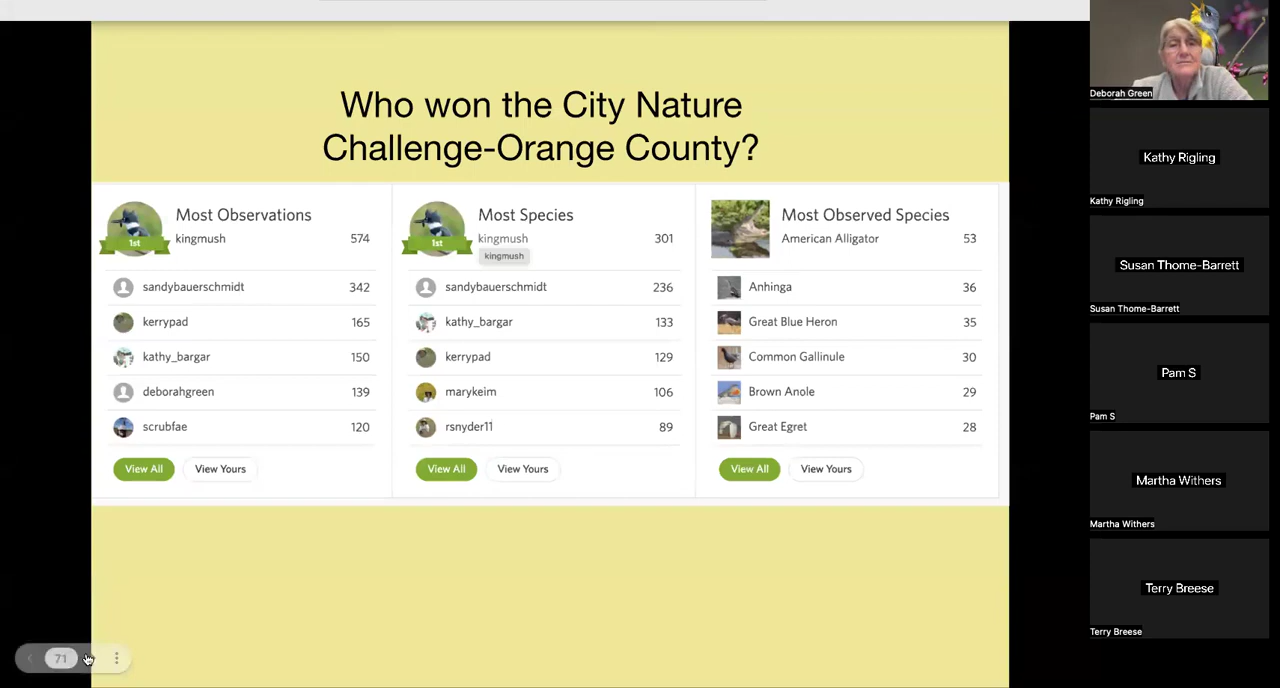 Who won the City Nature
Challenge-Orange County?
Most Observations
1st
kingmush 574
sandybauerschmidt 342
kerrypad 165
kathy_bargar 150
deborahgreen 139
scrubfae 120
View All View Yours
Most Species
1st
kingmush 301
kingmush
sandybauerschmidt 236
kathy_bargar 133
kerrypad 129
marykeim 106
rsnyder11 89
View All View Yours
Most Observed Species
American Alligator 53
Anhinga 36
Great Blue Heron 35
Common Gallinule 30
Brown Anole 29
Great Egret 28
View All View Yours
71
Deborah Green
Kathy Rigling
Kathy Rigling
Susan Thome-Barrett
Susan Thome-Barrett
Pam S
Pam S
Martha Withers
Martha Withers
Terry Breese
Terry Breese